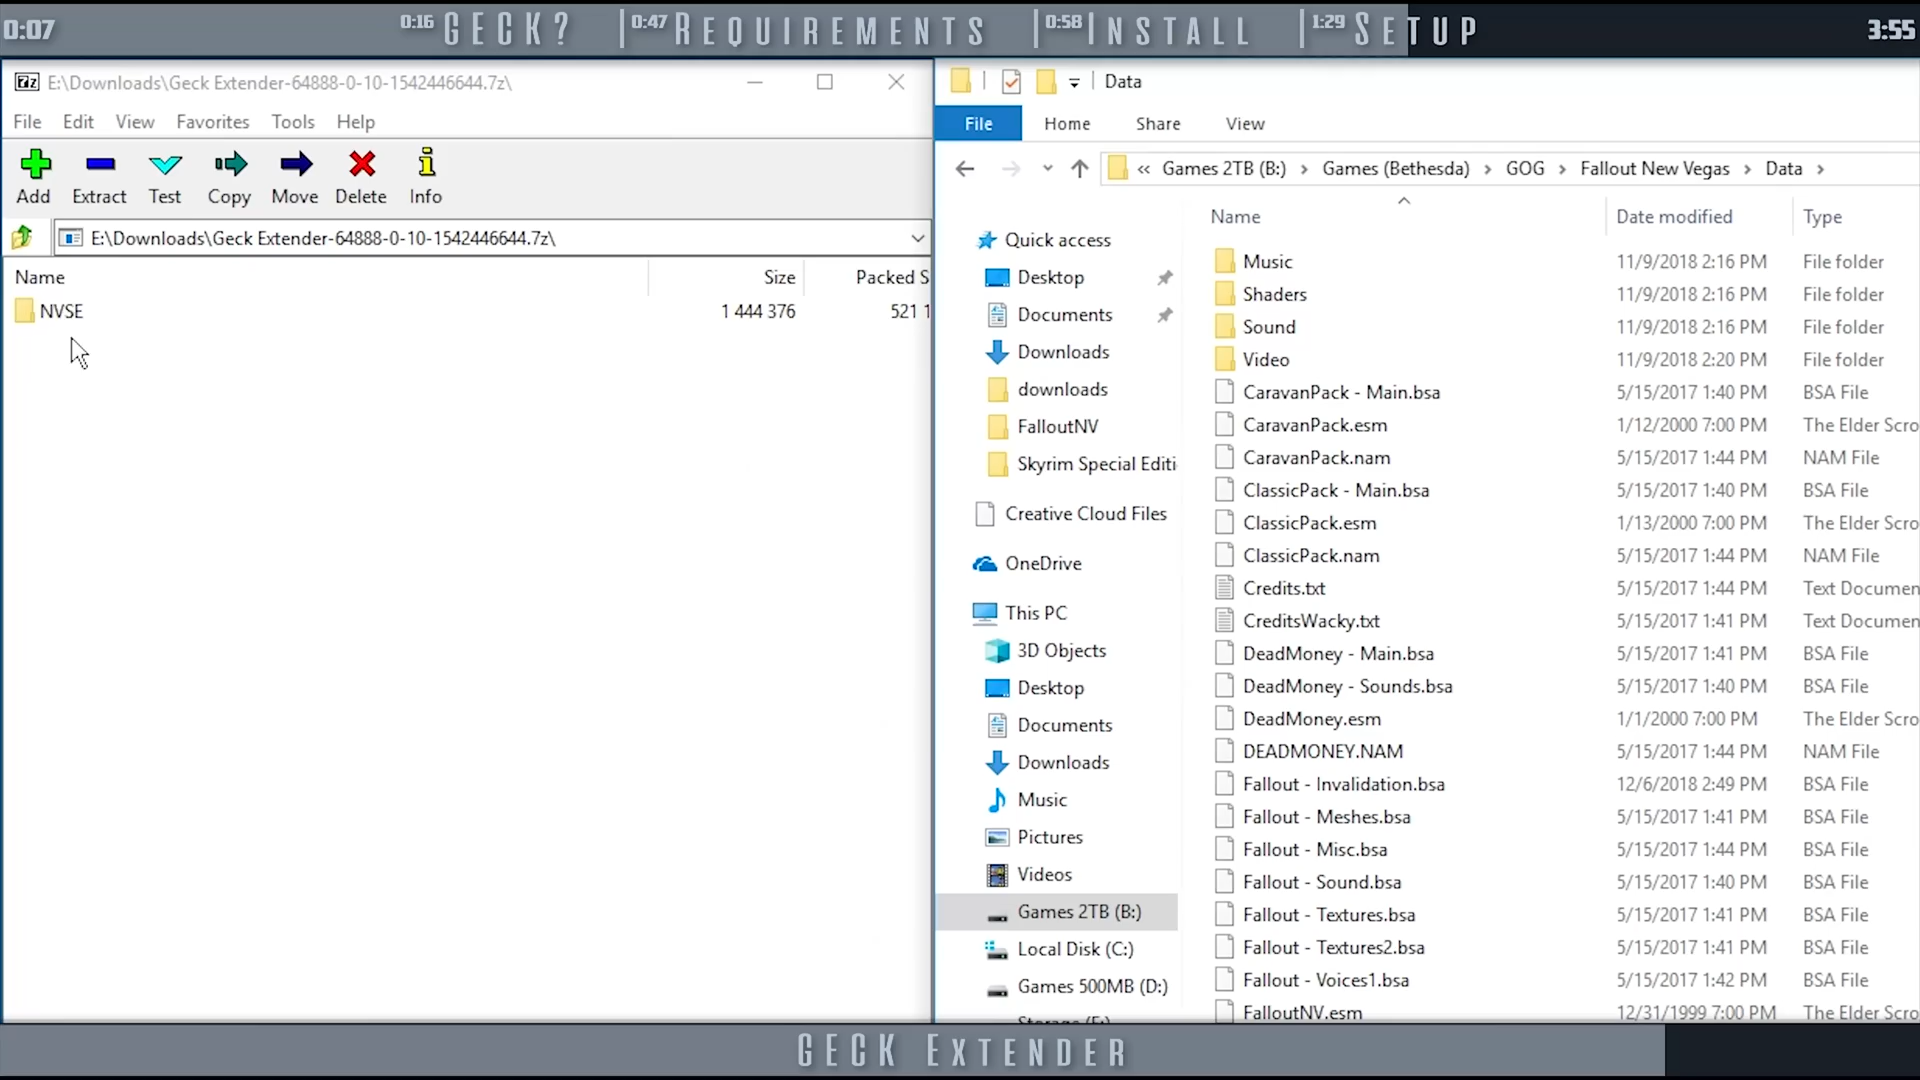 0:07
0:16 GECK?
0:47 REQUIREMENTS
0:58 INSTALL
1:29 SETUP
3:55
E:\Downloads\Geck Extender-64888-0-10-1542446644.7z\
File Edit View Favorites Tools Help
Add Extract Test Copy Move Delete Info
E:\Downloads\Geck Extender-64888-0-10-1542446644.7z\
Name Size Packed S
NVSE 1 444 376 521 1
Data
File Home Share View
« Games 2TB (B:) › Games (Bethesda) › GOG › Fallout New Vegas › Data ›
Quick access
Desktop
Documents
Downloads
downloads
FalloutNV
Skyrim Special Editi
Creative Cloud Files
OneDrive
This PC
3D Objects
Desktop
Documents
Downloads
Music
Pictures
Videos
Games 2TB (B:)
Local Disk (C:)
Games 500MB (D:)
Name Date modified Type
Music 11/9/2018 2:16 PM File folder
Shaders 11/9/2018 2:16 PM File folder
Sound 11/9/2018 2:16 PM File folder
Video 11/9/2018 2:20 PM File folder
CaravanPack - Main.bsa 5/15/2017 1:40 PM BSA File
CaravanPack.esm 1/12/2000 7:00 PM The Elder Scro
CaravanPack.nam 5/15/2017 1:44 PM NAM File
ClassicPack - Main.bsa 5/15/2017 1:40 PM BSA File
ClassicPack.esm 1/13/2000 7:00 PM The Elder Scro
ClassicPack.nam 5/15/2017 1:44 PM NAM File
Credits.txt 5/15/2017 1:44 PM Text Documen
CreditsWacky.txt 5/15/2017 1:41 PM Text Documen
DeadMoney - Main.bsa 5/15/2017 1:41 PM BSA File
DeadMoney - Sounds.bsa 5/15/2017 1:40 PM BSA File
DeadMoney.esm 1/1/2000 7:00 PM The Elder Scro
DEADMONEY.NAM 5/15/2017 1:44 PM NAM File
Fallout - Invalidation.bsa 12/6/2018 2:49 PM BSA File
Fallout - Meshes.bsa 5/15/2017 1:41 PM BSA File
Fallout - Misc.bsa 5/15/2017 1:44 PM BSA File
Fallout - Sound.bsa 5/15/2017 1:40 PM BSA File
Fallout - Textures.bsa 5/15/2017 1:41 PM BSA File
Fallout - Textures2.bsa 5/15/2017 1:41 PM BSA File
Fallout - Voices1.bsa 5/15/2017 1:42 PM BSA File
FalloutNV.esm 12/31/1999 7:00 PM The Elder Scro
GECK EXTENDER